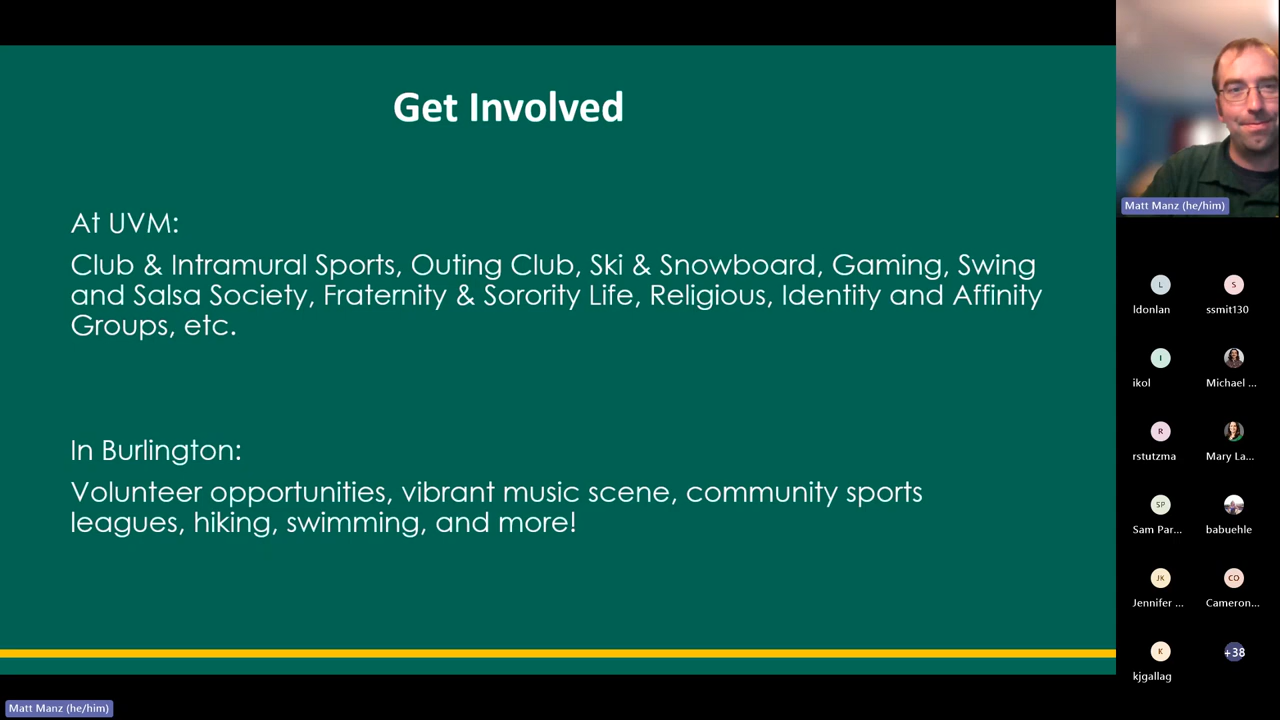 Get Involved
At UVM:
Club & Intramural Sports, Outing Club, Ski & Snowboard, Gaming, Swing
and Salsa Society, Fraternity & Sorority Life, Religious, Identity and Affinity
Groups, etc.
In Burlington:
Volunteer opportunities, vibrant music scene, community sports
leagues, hiking, swimming, and more!
Matt Manz (he/him)
Matt Manz (he/him)
L
S
ldonlan
ssmit130
I
ikol
Michael ...
R
rstutzma
Mary La...
SP
Sam Par...
babuehle
JK
CO
Jennifer ...
Cameron...
K
+38
kjgallag